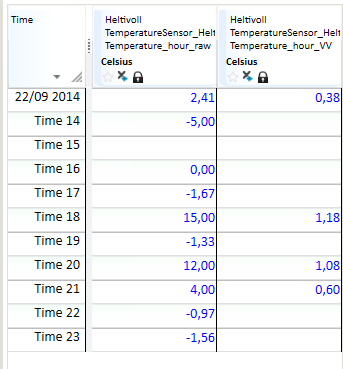 Time
Heltivoll
TemperatureSensor_Helt
Temperature_hour_raw
Celsius
Heltivoll
TemperatureSensor_Helt
Temperature_hour_VV
Celsius
22/09 2014 2,41 0,38
Time 14 -5,00
Time 15
Time 16 0,00
Time 17 -1,67
Time 18 15,00 1,18
Time 19 -1,33
Time 20 12,00 1,08
Time 21 4,00 0,60
Time 22 -0,97
Time 23 -1,56